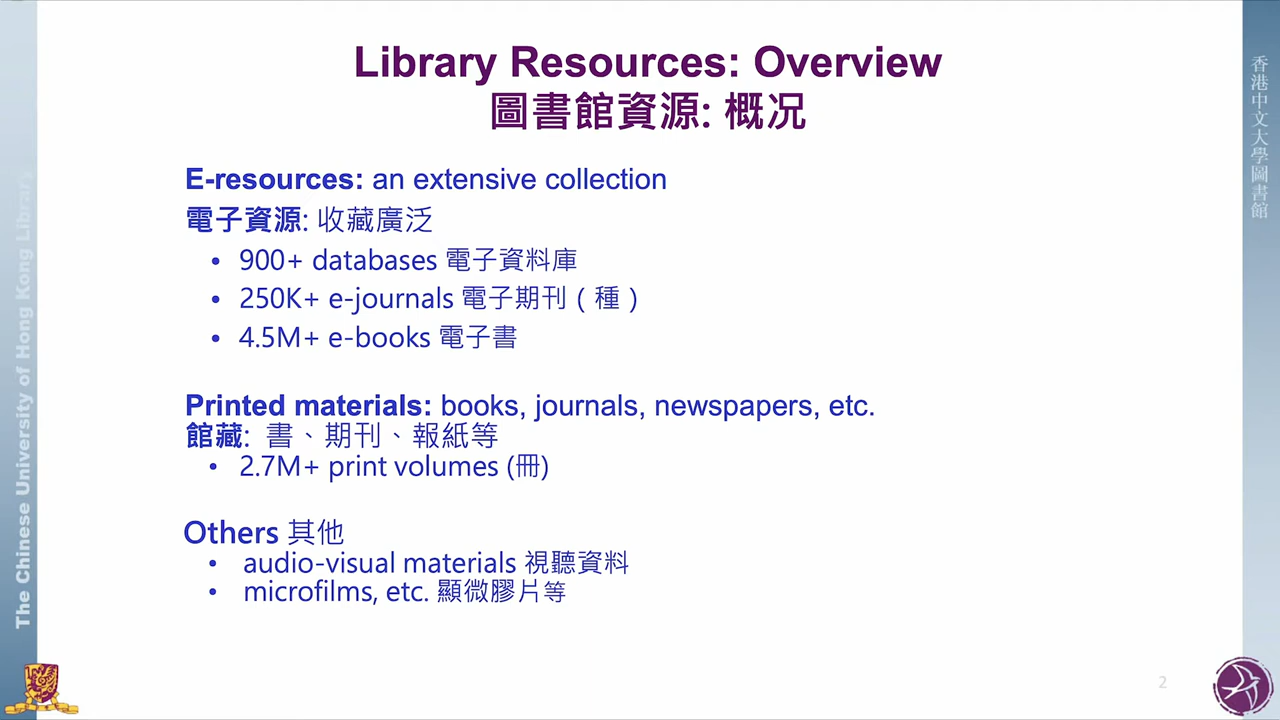 Library Resources: Overview
圖書館資源: 概况
E-resources: an extensive collection
電子資源: 收藏廣泛
• 900+ databases 電子資料庫
• 250K+ e-journals 電子期刊（種）
• 4.5M+ e-books 電子書
Printed materials: books, journals, newspapers, etc.
館藏: 書、期刊、報紙等
• 2.7M+ print volumes (冊)
Others 其他
• audio-visual materials 視聽資料
• microfilms, etc. 顯微膠片等
The Chinese University of Hong Kong Library
香港中文大學圖書館
2